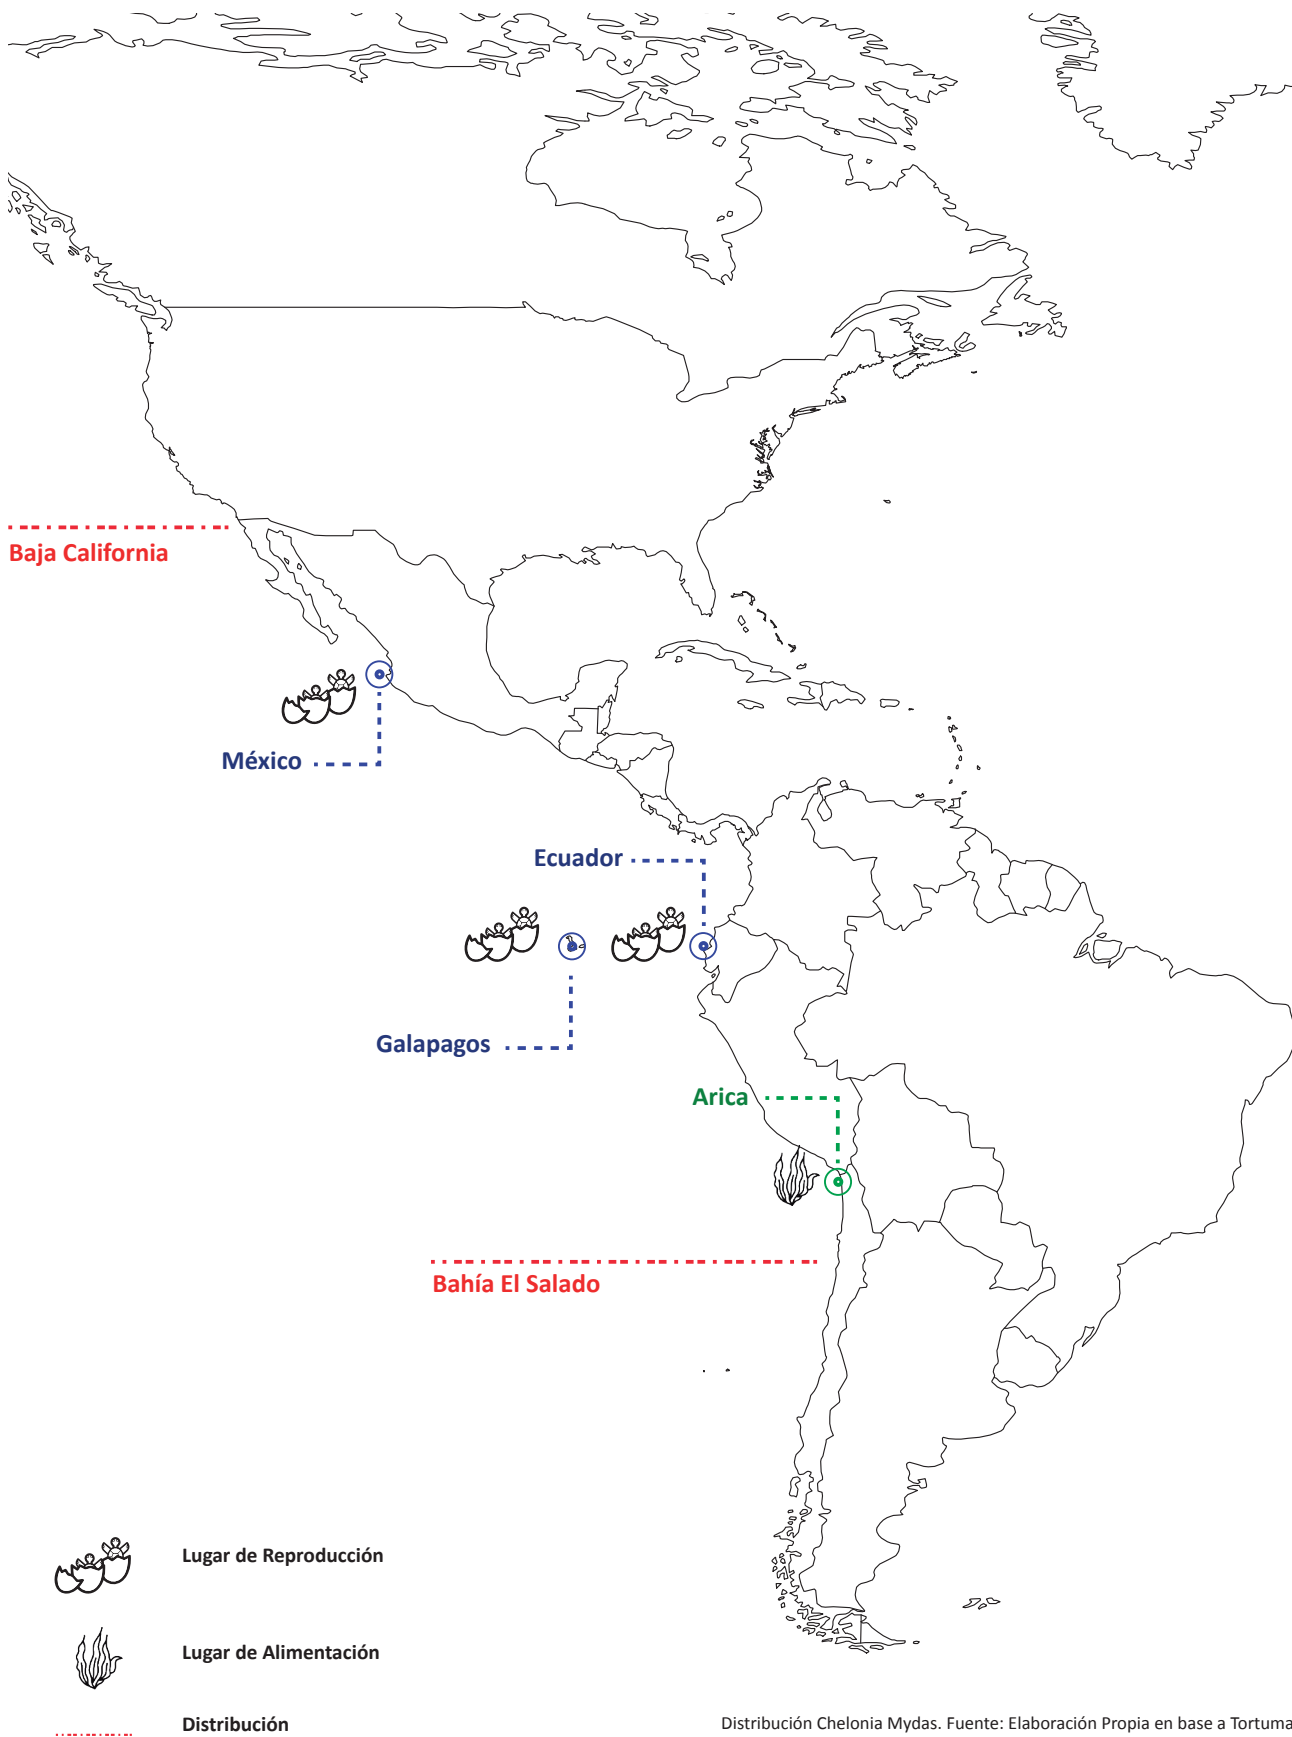 Baja California
México
Ecuador
Galapagos
Arica
Bahía El Salado
Lugar de Reproducción
Lugar de Alimentación
Distribución
Distribución Chelonia Mydas. Fuente: Elaboración Propia en base a Tortuma